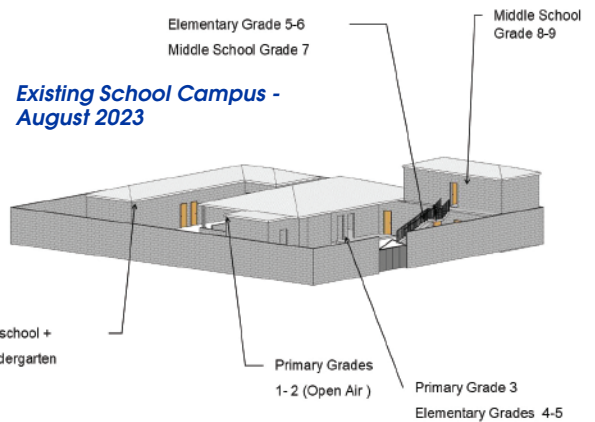 Elementary Grade 5-6
Middle School Grade 7
Middle School
Grade 8-9
Existing School Campus -
August 2023
school +
dergarten
Primary Grades
1- 2 (Open Air )
Primary Grade 3
Elementary Grades 4-5